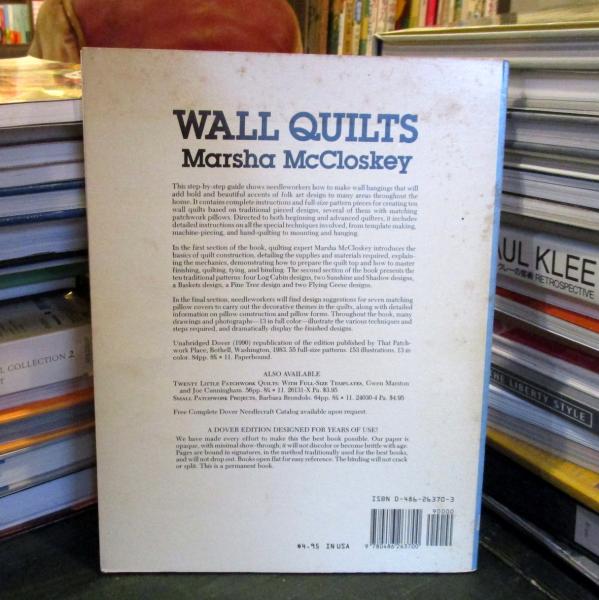 WALL QUILTS
Marsha McCloskey
This step-by-step guide shows needleworkers how to make wall hangings that will
add bold and beautiful accents of folk art design to many areas throughout the
home. It contains complete instructions and full-size pattern pieces for creating ten
wall quilts based on traditional pieced designs, several of them with matching
patchwork pillows. Directed to both beginning and advanced quilters, it includes
detailed instructions on all the special techniques involved, from template making,
machine-piecing, and hand-quilting to mounting and hanging.
In the first section of the book, quilting expert Marsha McCloskey introduces the
basics of quilt construction, detailing the supplies and materials required, explain-
ing the mechanics, demonstrating how to prepare the quilt top and how to master
finishing, quilting, tying, and binding. The second section of the book presents the
ten traditional patterns: four Log Cabin designs, two Sunshine and Shadow designs,
a Baskets design, a Pine Tree design and two Flying Geese designs.
In the final section, needleworkers will find design suggestions for seven matching
pillow covers to carry out the decorative themes in the quilts, along with detailed
information on pillow construction and pillow forms. Throughout the book, many
drawings and photographs—13 in full color—illustrate the various techniques and
steps required, and dramatically display the finished designs.
Unabridged Dover (1990) republication of the edition published by That Patch-
work Place, Bothell, Washington, 1983. 55 full-size patterns. 153 illustrations. 13 in
color. 84pp. 8¼ × 11. Paperbound.
ALSO AVAILABLE
TWENTY LITTLE PATCHWORK QUILTS: WITH FULL-SIZE TEMPLATES, Gwen Marston
and Joe Cunningham. 56pp. 8¼ × 11. 26131-X Pa. $3.95
SMALL PATCHWORK PROJECTS, Barbara Brondolo. 64pp. 8¼ × 11. 24030-4 Pa. $4.95
Free Complete Dover Needlecraft Catalog available upon request.
A DOVER EDITION DESIGNED FOR YEARS OF USE!
We have made every effort to make this the best book possible. Our paper is
opaque, with minimal show-through; it will not discolor or become brittle with age.
Pages are bound in signatures, in the method traditionally used for the best books,
and will not drop out. Books open flat for easy reference. The binding will not crack
or split. This is a permanent book.
ISBN 0-486-26370-3
90000
9 780486 263700
$4.95 IN USA
AUL KLEE
RETROSPECTIVE
THE LIBERTY STYLE
COLLECTION 2